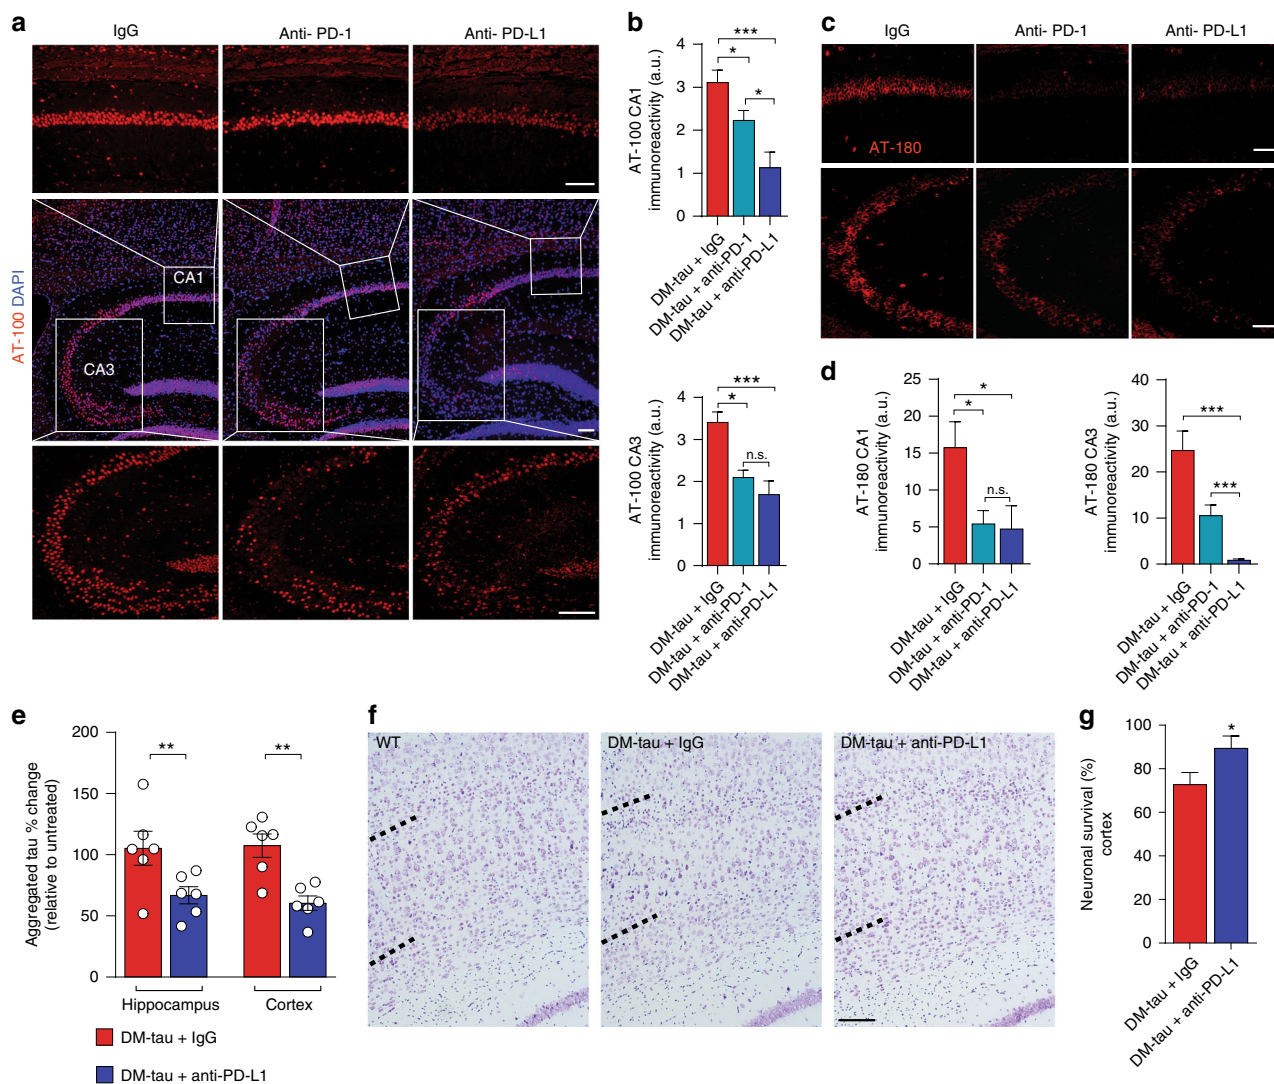 a
IgG
Anti- PD-1
Anti- PD-L1
AT-100 DAPI
CA1
CA3
b
AT-100 CA1
immunoreactivity (a.u.)
4
3
2
1
0
***
*
*
DM-tau + IgG
DM-tau + anti-PD-1
DM-tau + anti-PD-L1
AT-100 CA3
immunoreactivity (a.u.)
4
3
2
1
0
***
*
n.s.
DM-tau + IgG
DM-tau + anti-PD-1
DM-tau + anti-PD-L1
c
IgG
Anti- PD-1
Anti- PD-L1
AT-180
d
AT-180 CA1
immunoreactivity (a.u.)
25
20
15
10
5
0
*
*
n.s.
DM-tau + IgG
DM-tau + anti-PD-1
DM-tau + anti-PD-L1
AT-180 CA3
immunoreactivity (a.u.)
40
30
20
10
0
***
***
DM-tau + IgG
DM-tau + anti-PD-1
DM-tau + anti-PD-L1
e
Aggregated tau % change
(relative to untreated)
200
150
100
50
0
**
**
Hippocampus
Cortex
DM-tau + IgG
DM-tau + anti-PD-L1
f
WT
DM-tau + IgG
DM-tau + anti-PD-L1
g
Neuronal survival (%)
cortex
100
80
60
40
20
0
*
DM-tau + IgG
DM-tau + anti-PD-L1